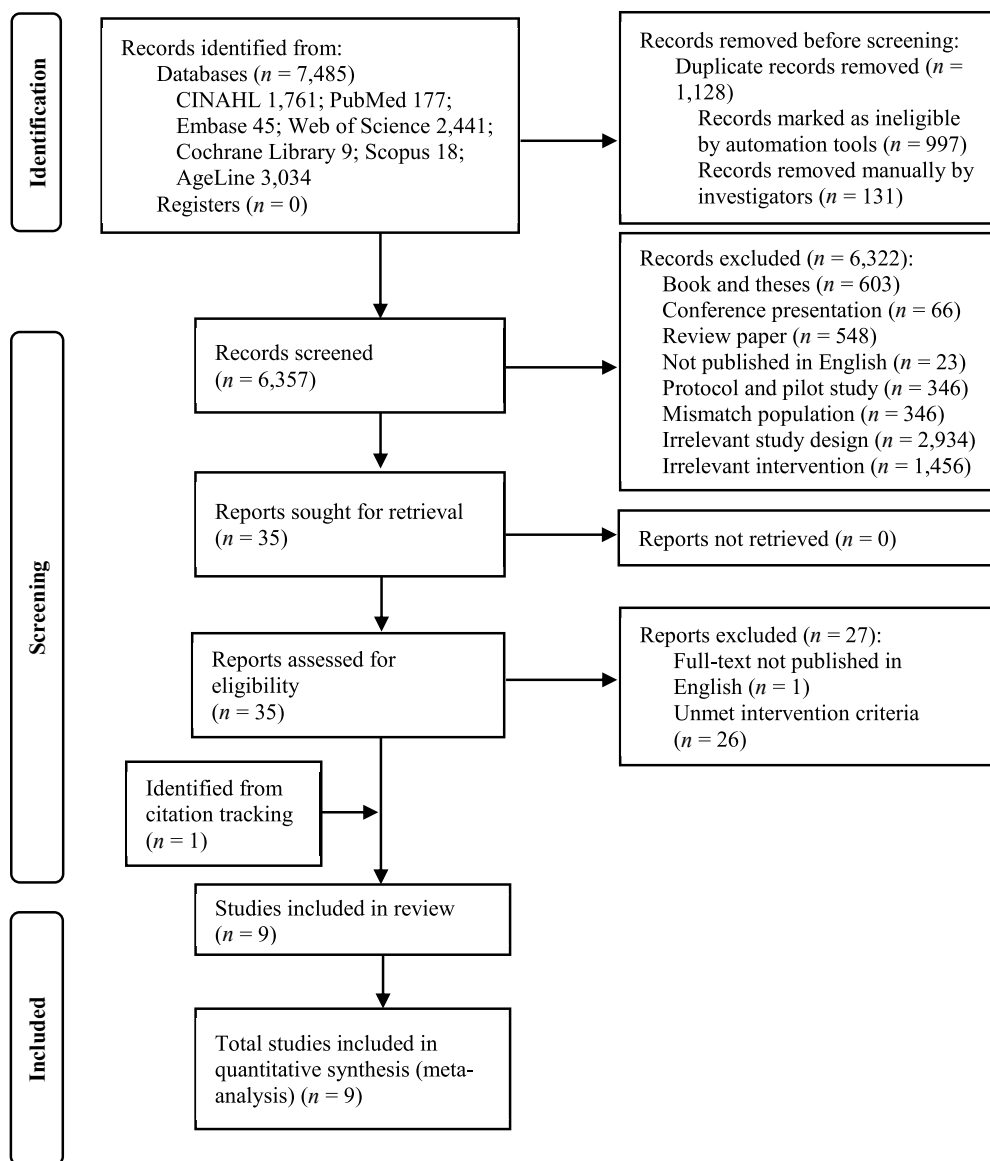 Identification
Records identified from:
Databases (n = 7,485)
CINAHL 1,761; PubMed 177;
Embase 45; Web of Science 2,441;
Cochrane Library 9; Scopus 18;
AgeLine 3,034
Registers (n = 0)
Records removed before screening:
Duplicate records removed (n =
1,128)
Records marked as ineligible
by automation tools (n = 997)
Records removed manually by
investigators (n = 131)
Screening
Records screened
(n = 6,357)
Records excluded (n = 6,322):
Book and theses (n = 603)
Conference presentation (n = 66)
Review paper (n = 548)
Not published in English (n = 23)
Protocol and pilot study (n = 346)
Mismatch population (n = 346)
Irrelevant study design (n = 2,934)
Irrelevant intervention (n = 1,456)
Reports sought for retrieval
(n = 35)
Reports not retrieved (n = 0)
Reports assessed for
eligibility
(n = 35)
Reports excluded (n = 27):
Full-text not published in
English (n = 1)
Unmet intervention criteria
(n = 26)
Identified from
citation tracking
(n = 1)
Included
Studies included in review
(n = 9)
Total studies included in
quantitative synthesis (meta-
analysis) (n = 9)